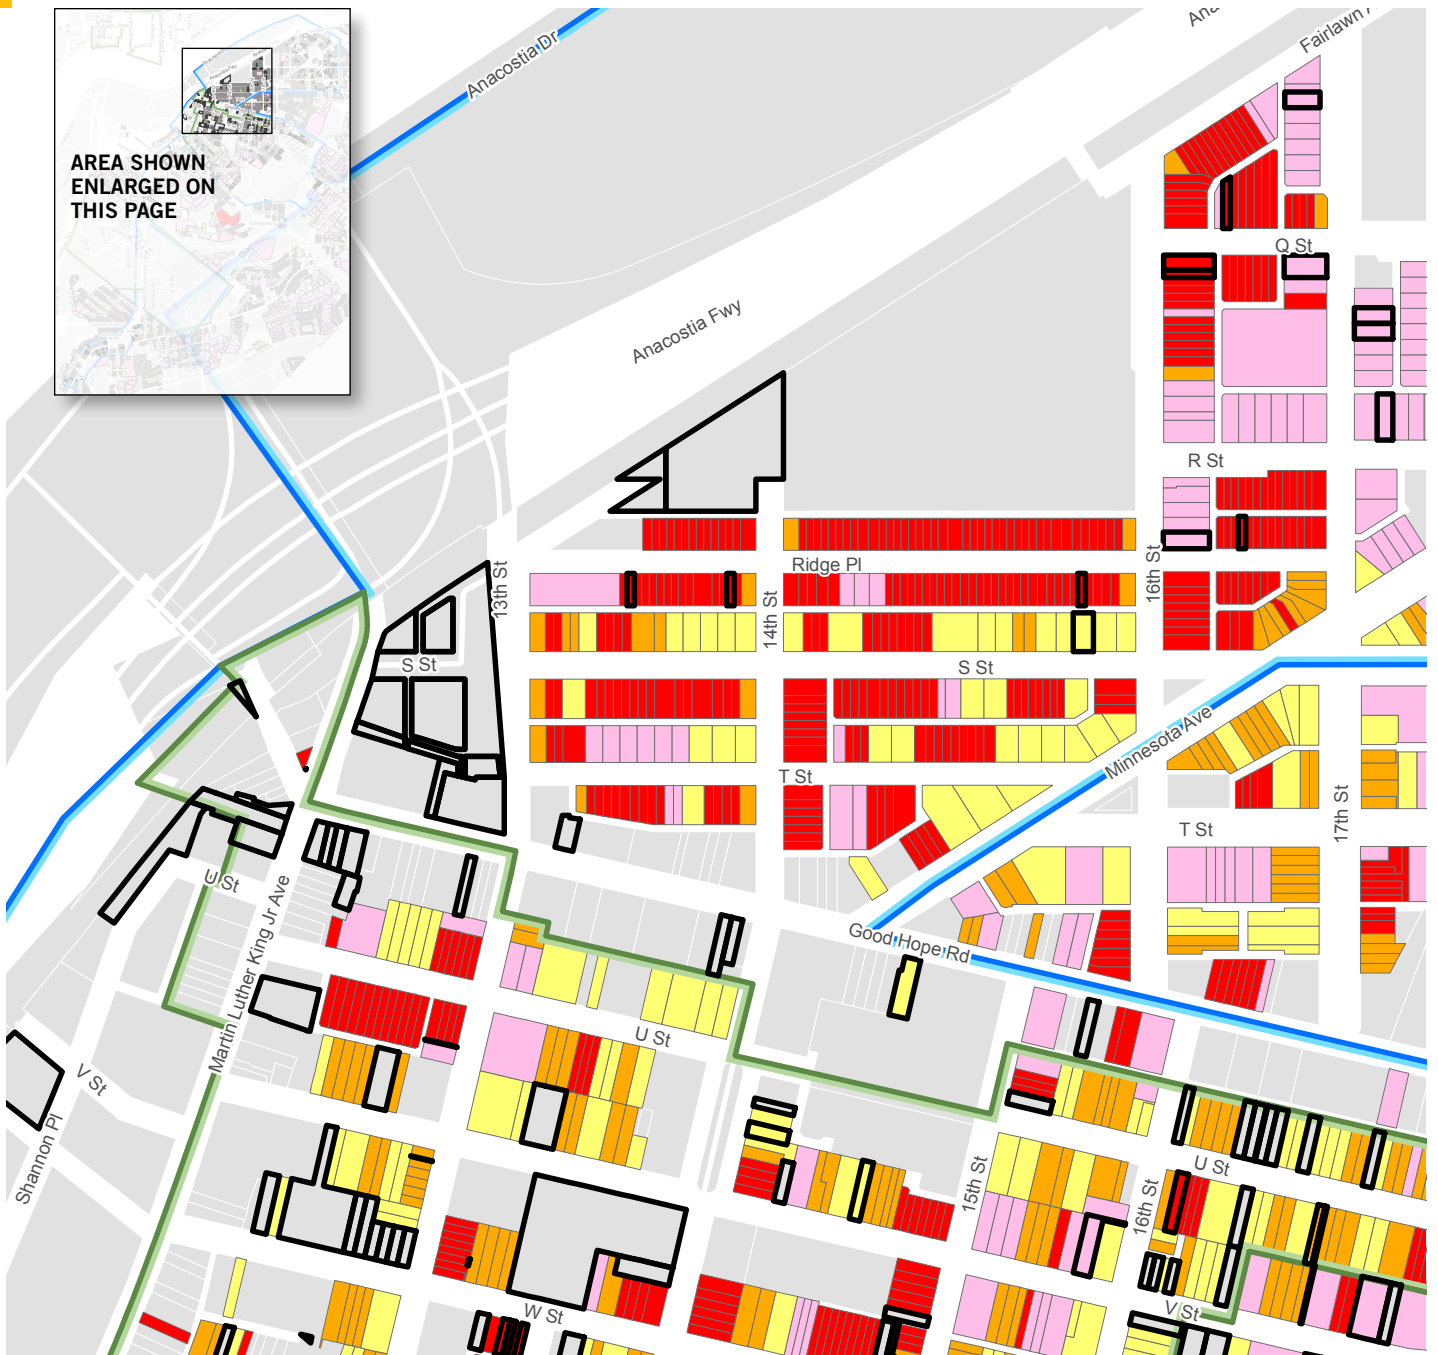 Anacostia Dr
Ana
Fairlawn A
AREA SHOWN
ENLARGED ON
THIS PAGE
Q St
Anacostia Fwy
R St
Ridge Pl
13th St
14th St
16th St
S St
S St
Minnesota Ave
T St
17th St
T St
U St
Martin Luther King Jr Ave
Good Hope Rd
U St
V St
Shannon Pl
15th St
U St
16th St
V St
W St